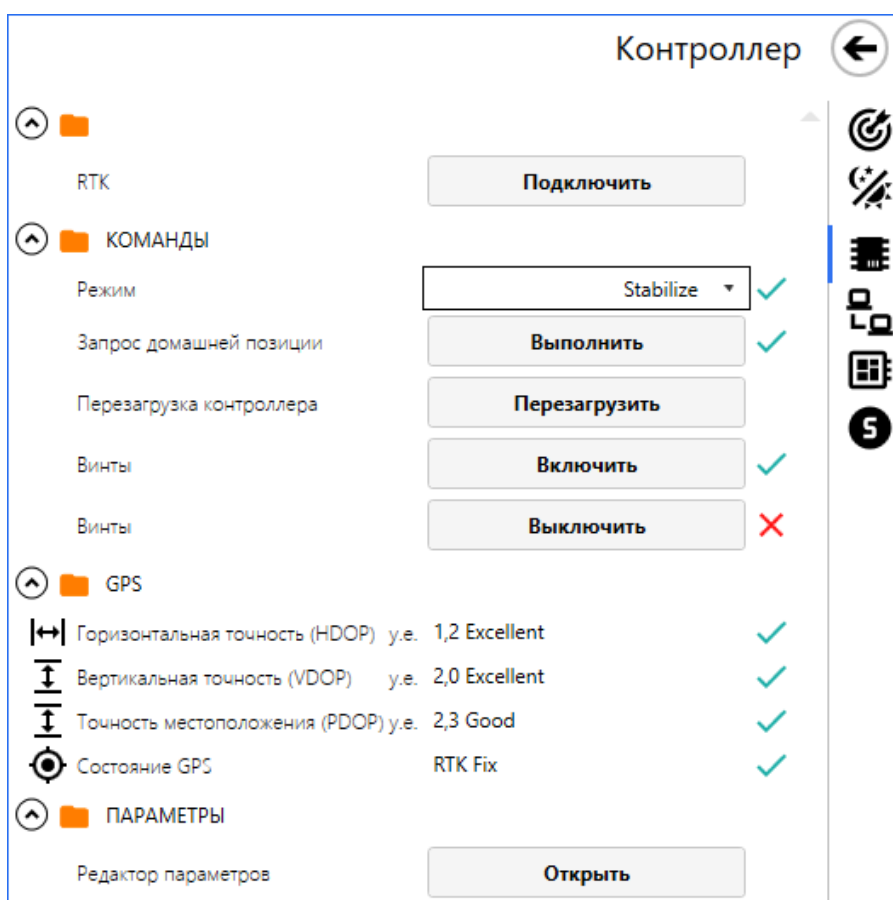 Контроллер
RTK Подключить
КОМАНДЫ
Режим Stabilize
Запрос домашней позиции Выполнить
Перезагрузка контроллера Перезагрузить
Винты Включить
Винты Выключить
GPS
Горизонтальная точность (HDOP) у.е. 1,2 Excellent
Вертикальная точность (VDOP) у.е. 2,0 Excellent
Точность местоположения (PDOP) у.е. 2,3 Good
Состояние GPS RTK Fix
ПАРАМЕТРЫ
Редактор параметров Открыть
S